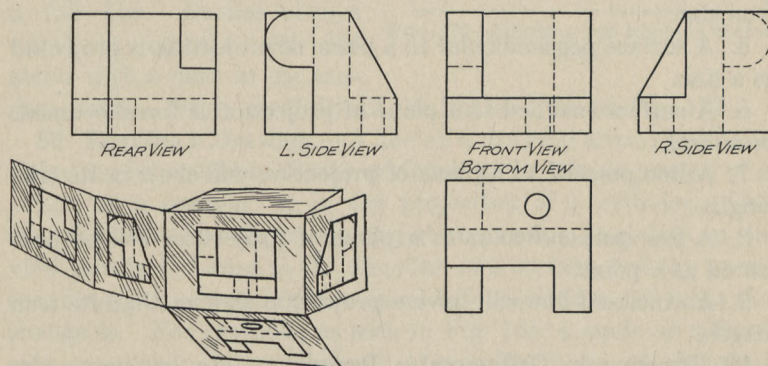 REAR VIEW
L. SIDE VIEW
FRONT VIEW
R. SIDE VIEW
BOTTOM VIEW